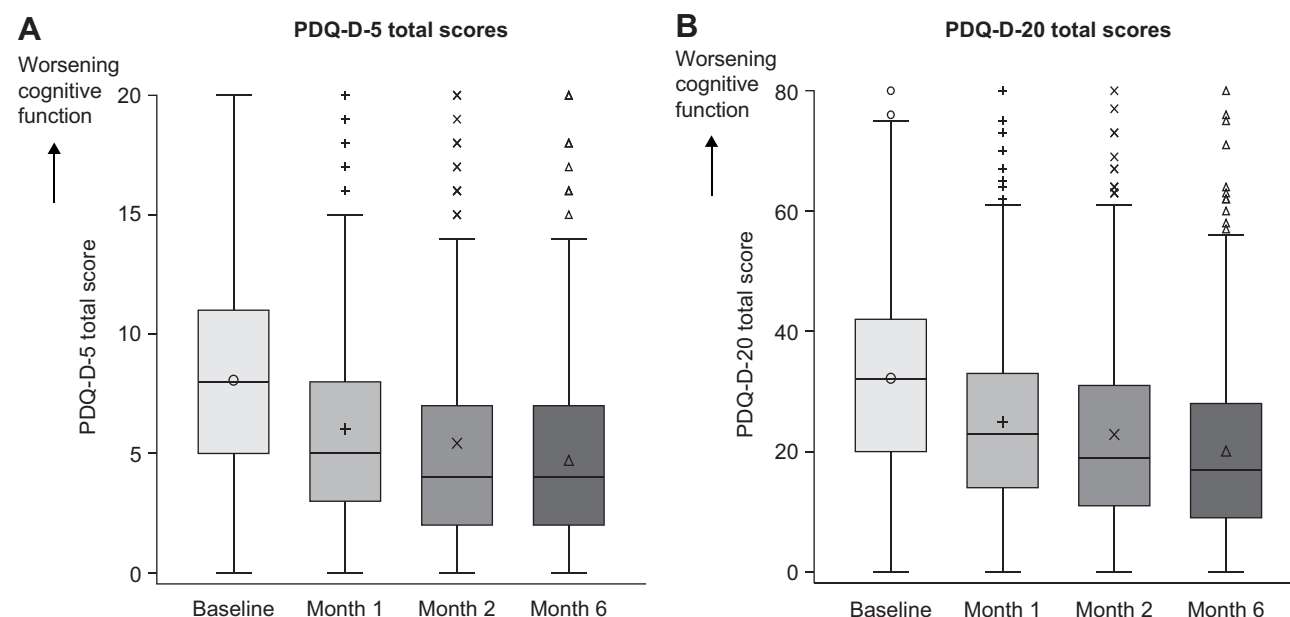 A
PDQ-D-5 total scores
Worsening
cognitive
function
PDQ-D-5 total score
20
15
10
5
0
Baseline
Month 1
Month 2
Month 6
B
PDQ-D-20 total scores
Worsening
cognitive
function
PDQ-D-20 total score
80
60
40
20
0
Baseline
Month 1
Month 2
Month 6